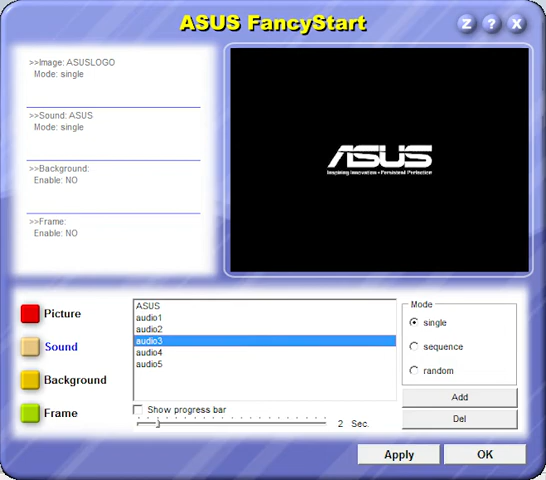 ASUS FancyStart
Z ? X
>>Image: ASUSLOGO
Mode: single
>>Sound: ASUS
Mode: single
>>Background:
Enable: NO
>>Frame:
Enable: NO
ASUS
Inspiring Innovation • Persistent Perfection
Picture
Sound
Background
Frame
ASUS
audio1
audio2
audio3
audio4
audio5
Show progress bar
2 Sec.
Mode
single
sequence
random
Add
Del
Apply
OK